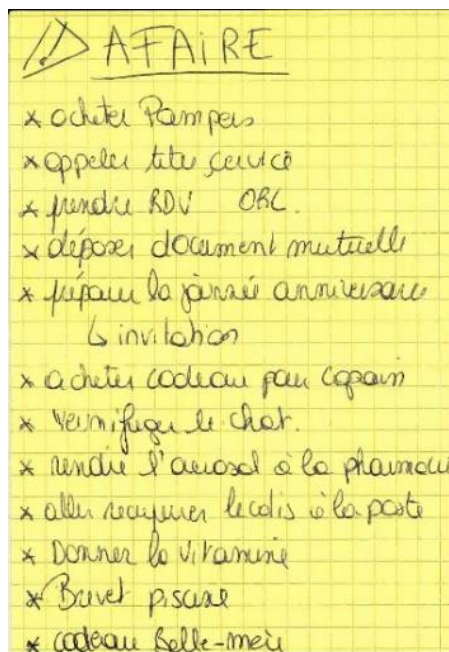 ⚠ A FAIRE
* acheter Pampers
* appeler titre service
* prendre RDV ORL.
* déposer document mutuelle
* préparer la journée anniversaire
↳ invitation
* acheter cadeau pour copain
* Vermifuger le chat.
* rendre l'aerosol à la pharmacie
* aller récupérer le colis à la poste
* Donner la vitamine
* Brevet piscine
* cadeau Belle-mère